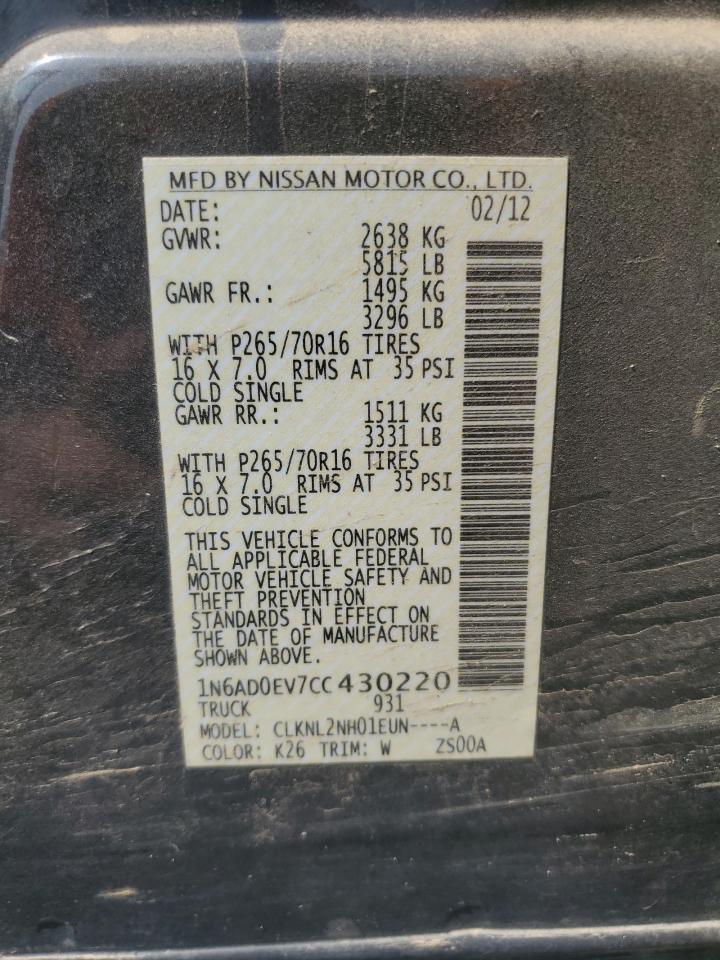 MFD BY NISSAN MOTOR CO., LTD.
DATE: 02/12
GVWR: 2638 KG
5815 LB
GAWR FR.: 1495 KG
3296 LB
WITH P265/70R16 TIRES
16 X 7.0 RIMS AT 35 PSI
COLD SINGLE
GAWR RR.: 1511 KG
3331 LB
WITH P265/70R16 TIRES
16 X 7.0 RIMS AT 35 PSI
COLD SINGLE
THIS VEHICLE CONFORMS TO
ALL APPLICABLE FEDERAL
MOTOR VEHICLE SAFETY AND
THEFT PREVENTION
STANDARDS IN EFFECT ON
THE DATE OF MANUFACTURE
SHOWN ABOVE.
1N6AD0EV7CC430220
TRUCK 931
MODEL: CLKNL2NH01EUN----A
COLOR: K26 TRIM: W ZS00A